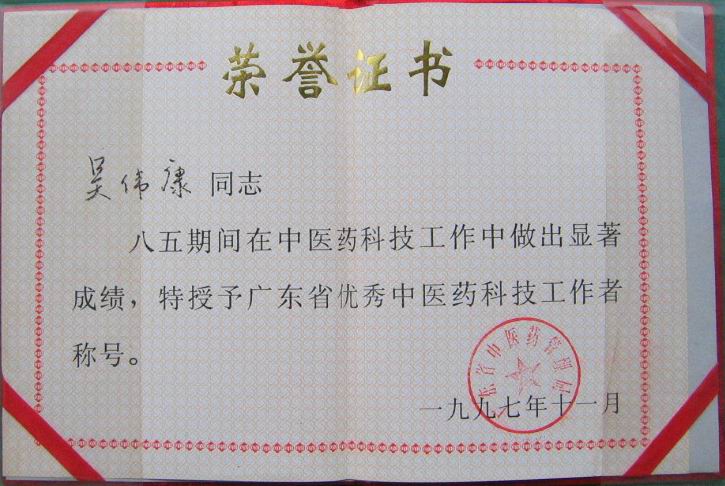 荣誉证书
吴伟康 同志
八五期间在中医药科技工作中做出显著
成绩，特授予广东省优秀中医药科技工作者
称号。
广东省中医药管理局
一九九七年十一月